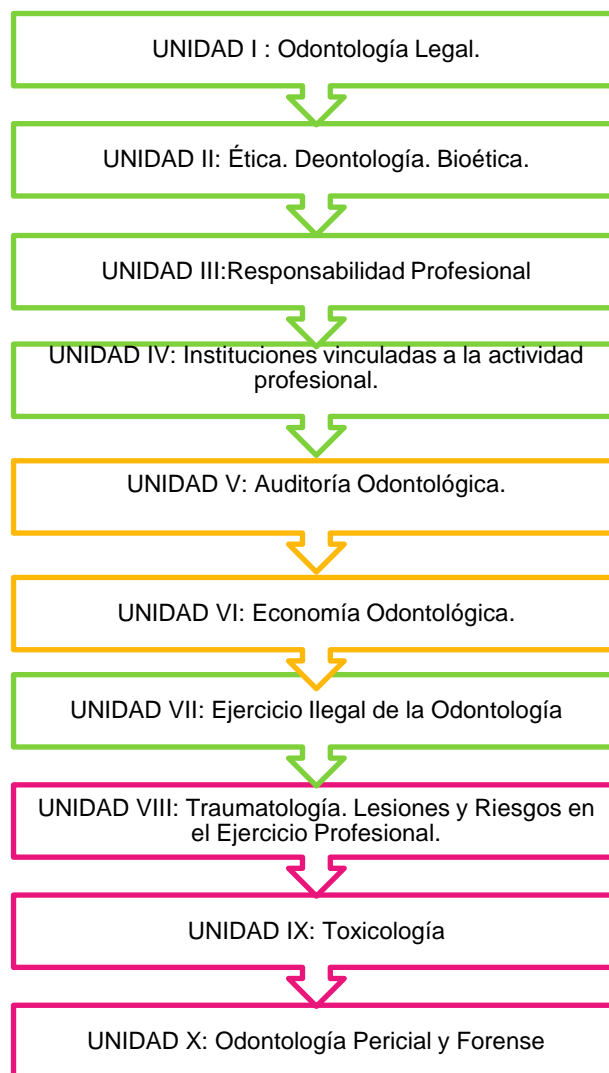 UNIDAD I : Odontología Legal.
UNIDAD II: Ética. Deontología. Bioética.
UNIDAD III:Responsabilidad Profesional
UNIDAD IV: Instituciones vinculadas a la actividad
profesional.
UNIDAD V: Auditoría Odontológica.
UNIDAD VI: Economía Odontológica.
UNIDAD VII: Ejercicio Ilegal de la Odontología
UNIDAD VIII: Traumatología. Lesiones y Riesgos en
el Ejercicio Profesional.
UNIDAD IX: Toxicología
UNIDAD X: Odontología Pericial y Forense